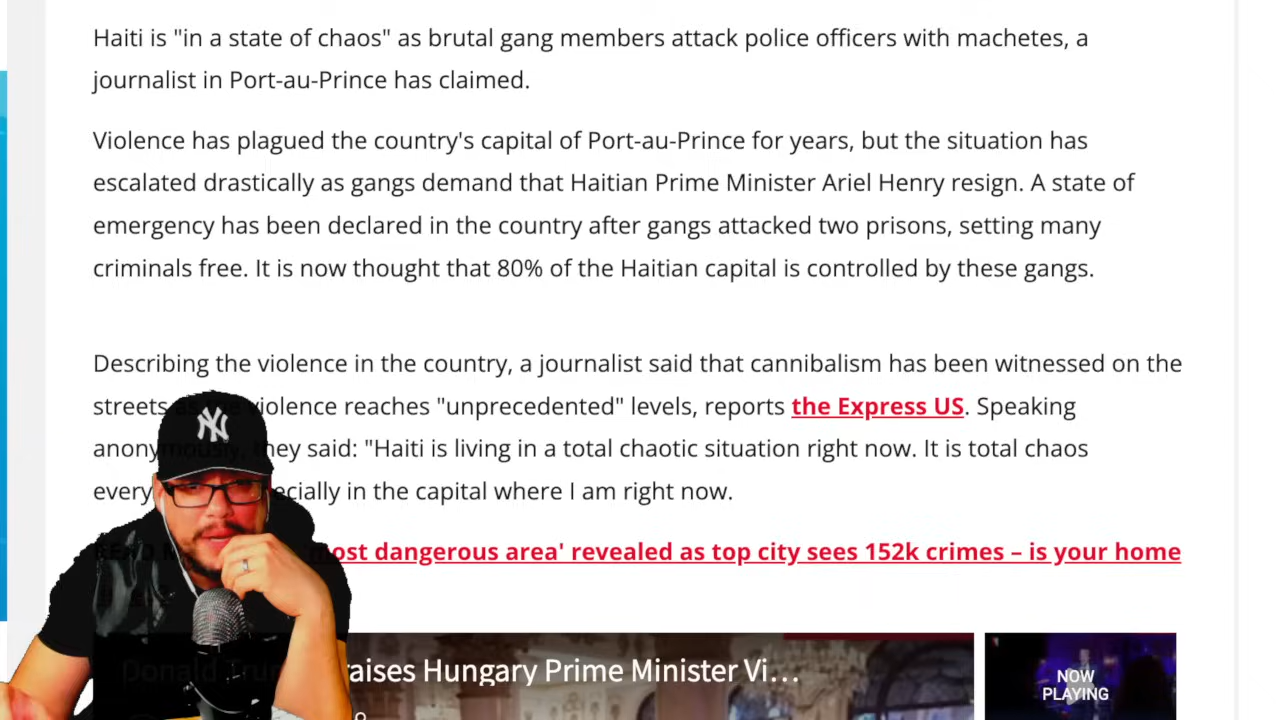 Haiti is "in a state of chaos" as brutal gang members attack police officers with machetes, a
journalist in Port-au-Prince has claimed.
Violence has plagued the country's capital of Port-au-Prince for years, but the situation has
escalated drastically as gangs demand that Haitian Prime Minister Ariel Henry resign. A state of
emergency has been declared in the country after gangs attacked two prisons, setting many
criminals free. It is now thought that 80% of the Haitian capital is controlled by these gangs.
Describing the violence in the country, a journalist said that cannibalism has been witnessed on the
streets violence reaches "unprecedented" levels, reports the Express US. Speaking
they said: "Haiti is living in a total chaotic situation right now. It is total chaos
in the capital where I am right now.
dangerous area' revealed as top city sees 152k crimes – is your home
Donald Hungary Prime Minister Vi...
NOW
PLAYING
NY